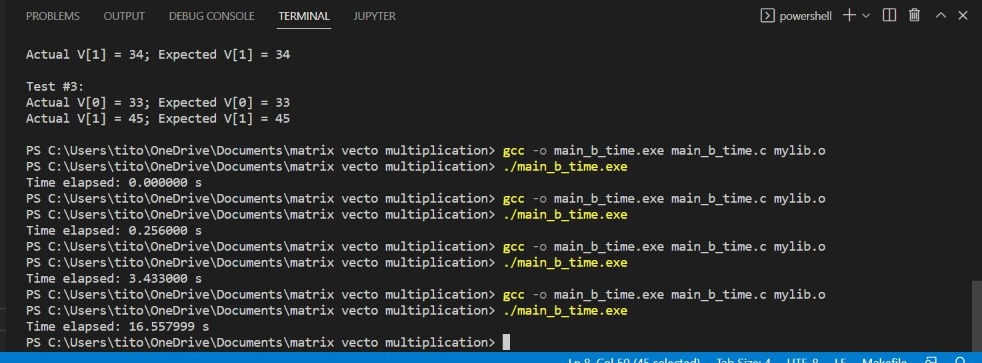 PROBLEMS OUTPUT DEBUG CONSOLE TERMINAL JUPYTER powershell
Actual V[1] = 34; Expected V[1] = 34
Test #3:
Actual V[0] = 33; Expected V[0] = 33
Actual V[1] = 45; Expected V[1] = 45
PS C:\Users\tito\OneDrive\Documents\matrix vecto multiplication> gcc -o main_b_time.exe main_b_time.c mylib.o
PS C:\Users\tito\OneDrive\Documents\matrix vecto multiplication> ./main_b_time.exe
Time elapsed: 0.000000 s
PS C:\Users\tito\OneDrive\Documents\matrix vecto multiplication> gcc -o main_b_time.exe main_b_time.c mylib.o
PS C:\Users\tito\OneDrive\Documents\matrix vecto multiplication> ./main_b_time.exe
Time elapsed: 0.256000 s
PS C:\Users\tito\OneDrive\Documents\matrix vecto multiplication> gcc -o main_b_time.exe main_b_time.c mylib.o
PS C:\Users\tito\OneDrive\Documents\matrix vecto multiplication> ./main_b_time.exe
Time elapsed: 3.433000 s
PS C:\Users\tito\OneDrive\Documents\matrix vecto multiplication> gcc -o main_b_time.exe main_b_time.c mylib.o
PS C:\Users\tito\OneDrive\Documents\matrix vecto multiplication> ./main_b_time.exe
Time elapsed: 16.557999 s
PS C:\Users\tito\OneDrive\Documents\matrix vecto multiplication>
Ln 8, Col 50 (45 selected) Tab Size: 4 UTF-8 LF Makefile